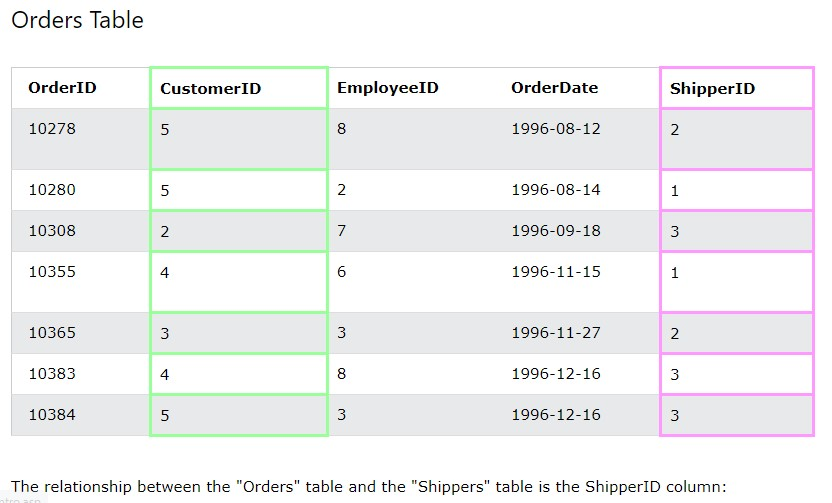 Orders Table
OrderID CustomerID EmployeeID OrderDate ShipperID
10278 5 8 1996-08-12 2
10280 5 2 1996-08-14 1
10308 2 7 1996-09-18 3
10355 4 6 1996-11-15 1
10365 3 3 1996-11-27 2
10383 4 8 1996-12-16 3
10384 5 3 1996-12-16 3
The relationship between the "Orders" table and the "Shippers" table is the ShipperID column: